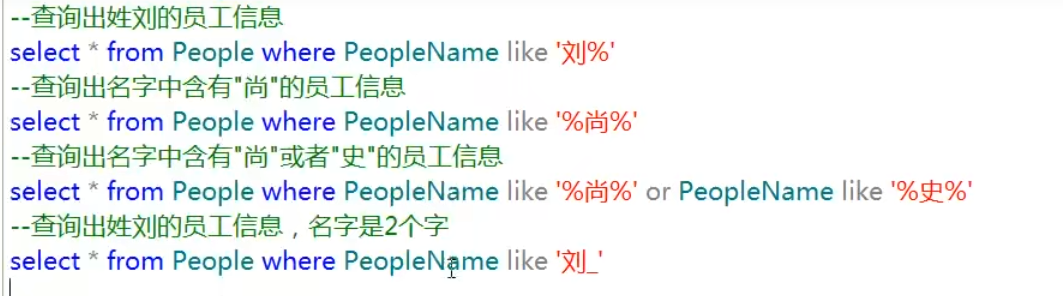 --查询出姓刘的员工信息
select * from People where PeopleName like '刘%'
--查询出名字中含有"尚"的员工信息
select * from People where PeopleName like '%尚%'
--查询出名字中含有"尚"或者"史"的员工信息
select * from People where PeopleName like '%尚%' or PeopleName like '%史%'
--查询出姓刘的员工信息，名字是2个字
select * from People where PeopleName like '刘_'